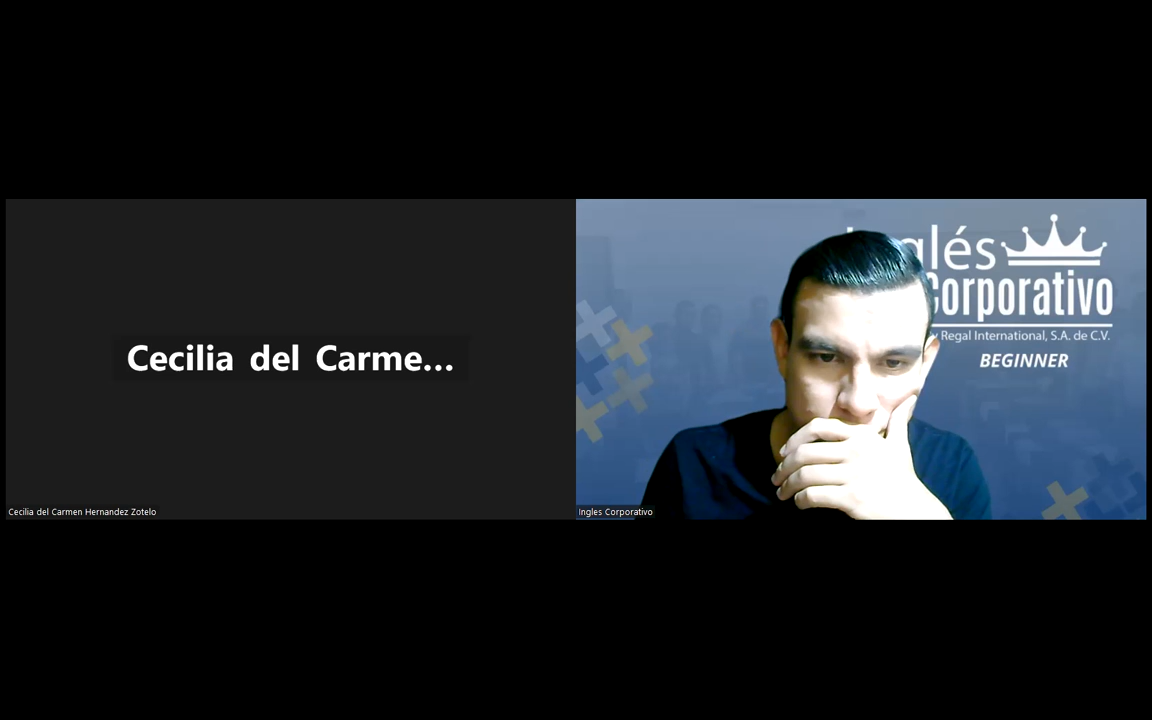 Cecilia del Carme...
Cecilia del Carmen Hernandez Zotelo
Inglés
Corporativo
y Regal International, S.A. de C.V.
BEGINNER
Ingles Corporativo